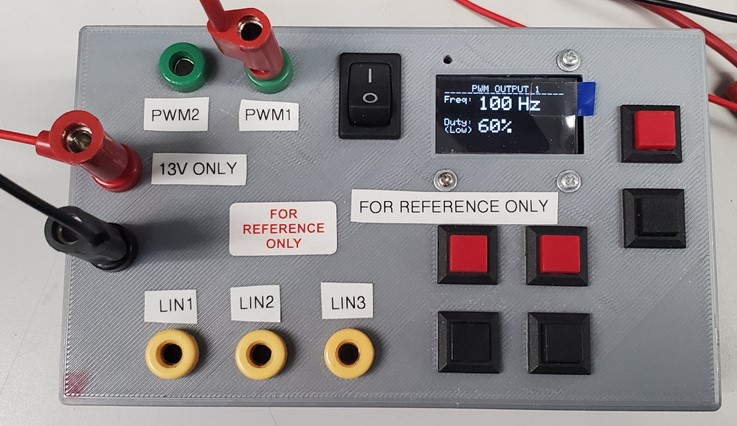 PWM2
PWM1
PWM OUTPUT 1
Freq: 100 Hz
Duty: 60%
(Low)
13V ONLY
FOR REFERENCE ONLY
FOR
REFERENCE
ONLY
LIN1
LIN2
LIN3